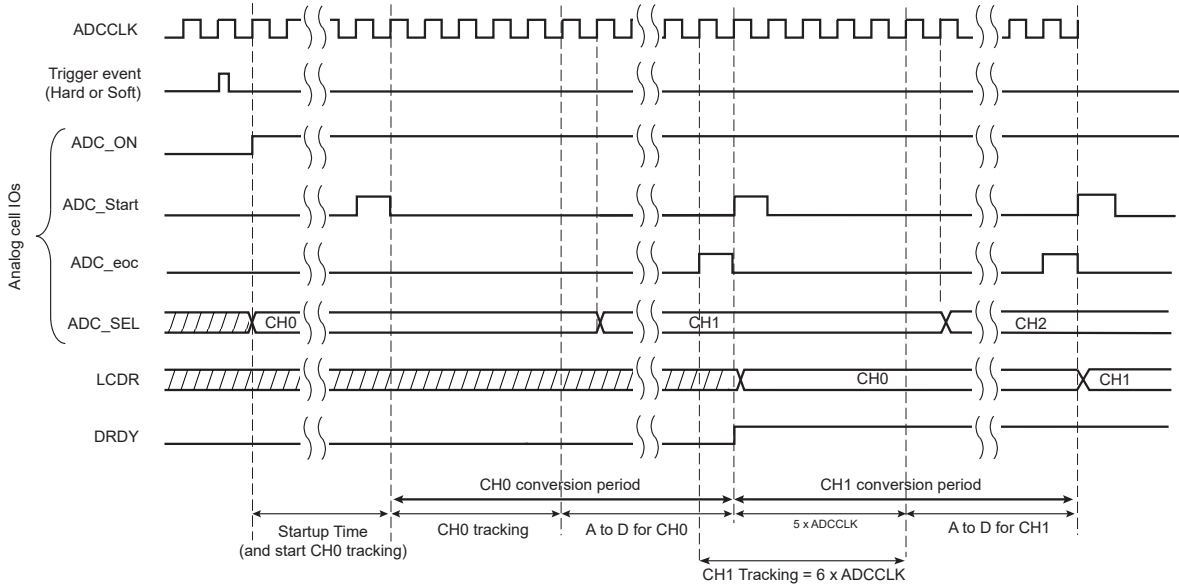 ADCCLK
Trigger event
(Hard or Soft)
Analog cell IOs
ADC_ON
ADC_Start
ADC_eoc
ADC_SEL
CH0
CH1
CH2
LCDR
CH0
CH1
DRDY
CH0 conversion period
CH1 conversion period
Startup Time
(and start CH0 tracking)
CH0 tracking
A to D for CH0
5 x ADCCLK
A to D for CH1
CH1 Tracking = 6 x ADCCLK